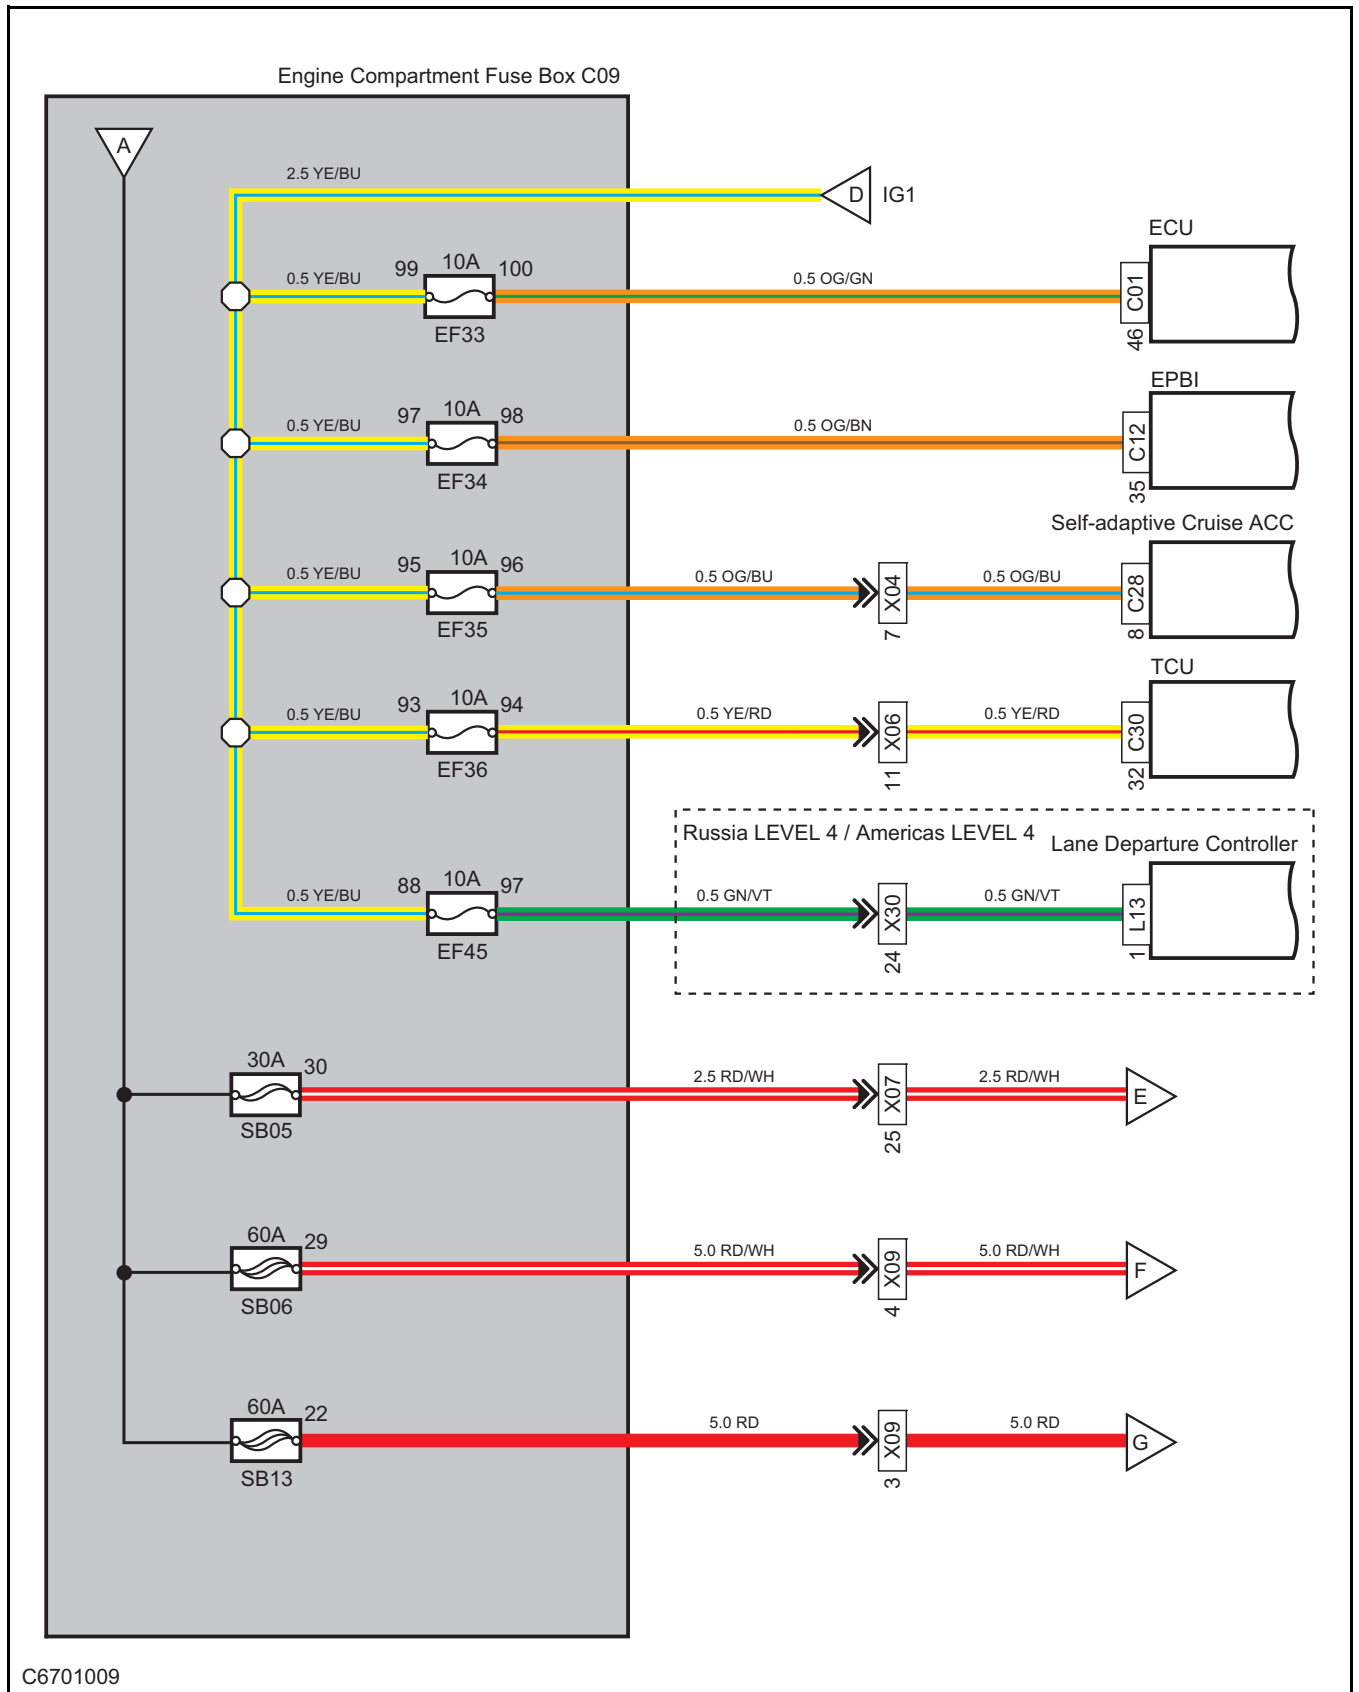 Engine Compartment Fuse Box C09
A
2.5 YE/BU
D IG1
ECU
0.5 YE/BU 99 10A 100 0.5 OG/GN C01
EF33 46
EPBI
0.5 YE/BU 97 10A 98 0.5 OG/BN C12
EF34 35
Self-adaptive Cruise ACC
0.5 YE/BU 95 10A 96 0.5 OG/BU X04 0.5 OG/BU C28
EF35 7 8
TCU
0.5 YE/BU 93 10A 94 0.5 YE/RD X06 0.5 YE/RD C30
EF36 11 32
Russia LEVEL 4 / Americas LEVEL 4
Lane Departure Controller
0.5 YE/BU 88 10A 97 0.5 GN/VT X30 0.5 GN/VT L13
EF45 24 1
30A 30 2.5 RD/WH X07 2.5 RD/WH E
SB05 25
60A 29 5.0 RD/WH X09 5.0 RD/WH F
SB06 4
60A 22 5.0 RD X09 5.0 RD G
SB13 3
C6701009